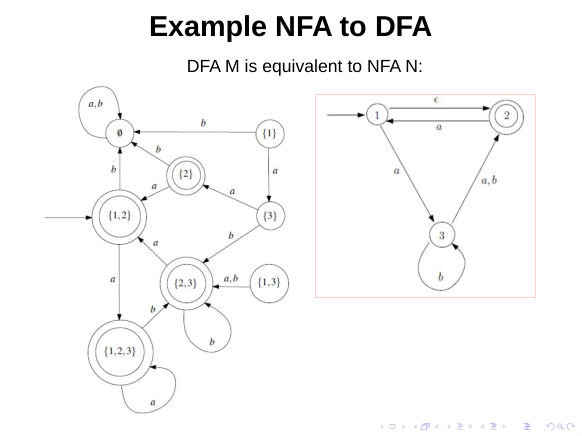 Example NFA to DFA
DFA M is equivalent to NFA N:
a,b
∅
b
{1}
b
b
{2}
a
a
a
{1,2}
{3}
b
a
a
{2,3}
a,b
{1,3}
b
b
{1,2,3}
a
1
ϵ
2
a
a
a, b
3
b